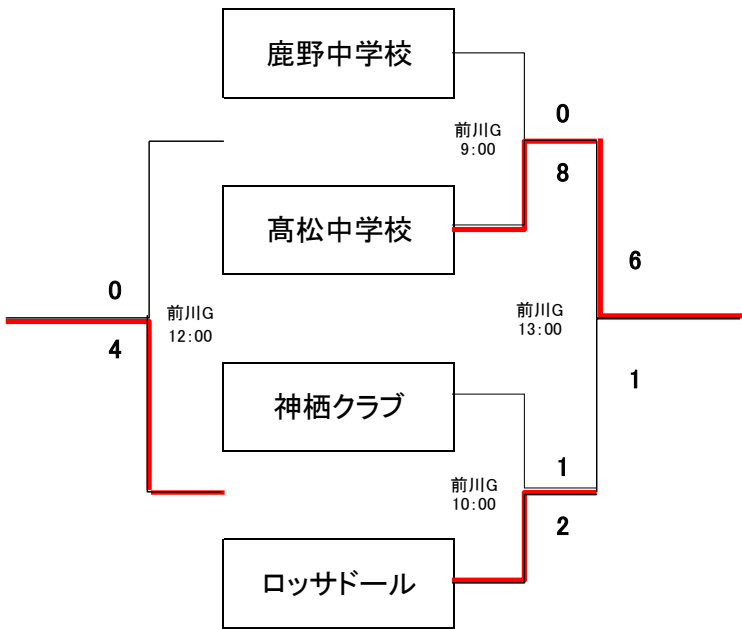 鹿野中学校
0
前川G
9:00
8
髙松中学校
6
0
前川G
12:00
前川G
13:00
4
1
神栖クラブ
1
前川G
10:00
2
ロッサドール